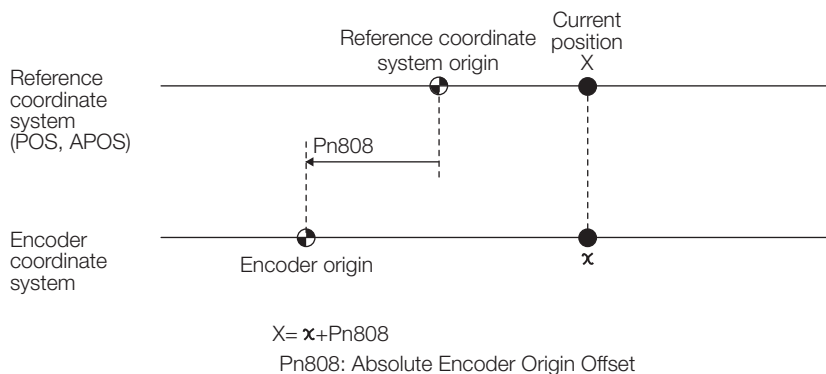 Reference coordinate
system origin
Current
position
X
Reference
coordinate
system
(POS, APOS)
Pn808
Encoder
coordinate
system
Encoder origin
x
X= x+Pn808
Pn808: Absolute Encoder Origin Offset